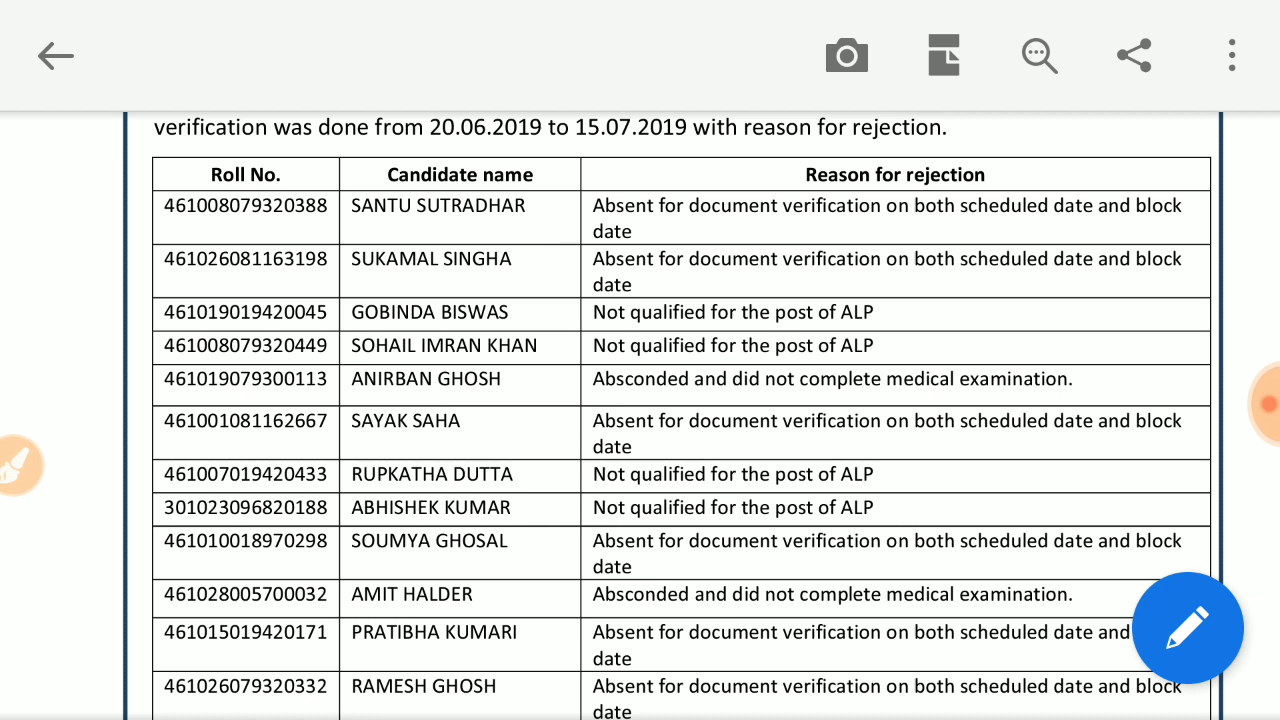 verification was done from 20.06.2019 to 15.07.2019 with reason for rejection.
Roll No. Candidate name Reason for rejection
461008079320388 SANTU SUTRADHAR Absent for document verification on both scheduled date and block
date
461026081163198 SUKAMAL SINGHA Absent for document verification on both scheduled date and block
date
461019019420045 GOBINDA BISWAS Not qualified for the post of ALP
461008079320449 SOHAIL IMRAN KHAN Not qualified for the post of ALP
461019079300113 ANIRBAN GHOSH Absconded and did not complete medical examination.
461001081162667 SAYAK SAHA Absent for document verification on both scheduled date and block
date
461007019420433 RUPKATHA DUTTA Not qualified for the post of ALP
301023096820188 ABHISHEK KUMAR Not qualified for the post of ALP
461010018970298 SOUMYA GHOSAL Absent for document verification on both scheduled date and block
date
461028005700032 AMIT HALDER Absconded and did not complete medical examination.
461015019420171 PRATIBHA KUMARI Absent for document verification on both scheduled date and
date
461026079320332 RAMESH GHOSH Absent for document verification on both scheduled date and block
date